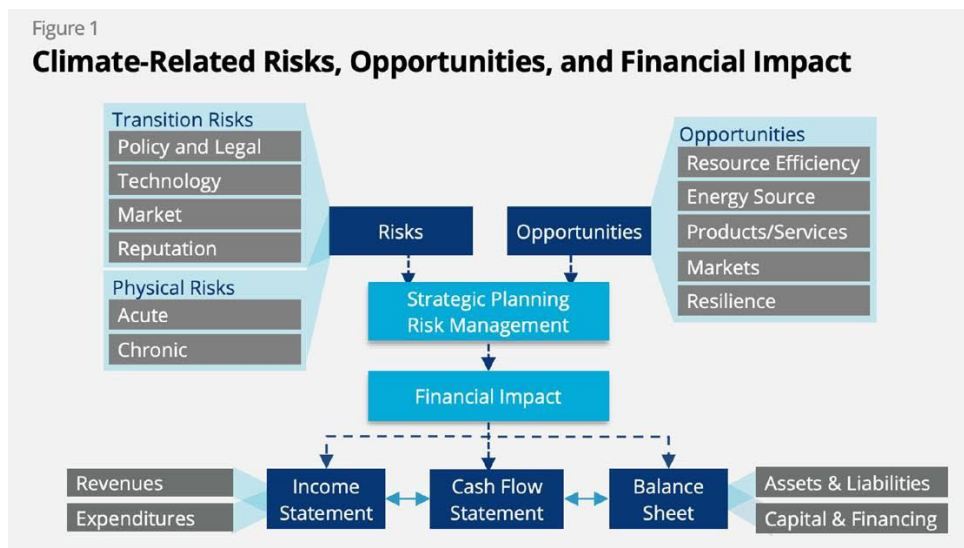 Figure 1
Climate-Related Risks, Opportunities, and Financial Impact
Transition Risks
Policy and Legal
Technology
Market
Reputation
Physical Risks
Acute
Chronic
Risks
Opportunities
Opportunities
Resource Efficiency
Energy Source
Products/Services
Markets
Resilience
Strategic Planning
Risk Management
Financial Impact
Revenues
Expenditures
Income
Statement
Cash Flow
Statement
Balance
Sheet
Assets & Liabilities
Capital & Financing